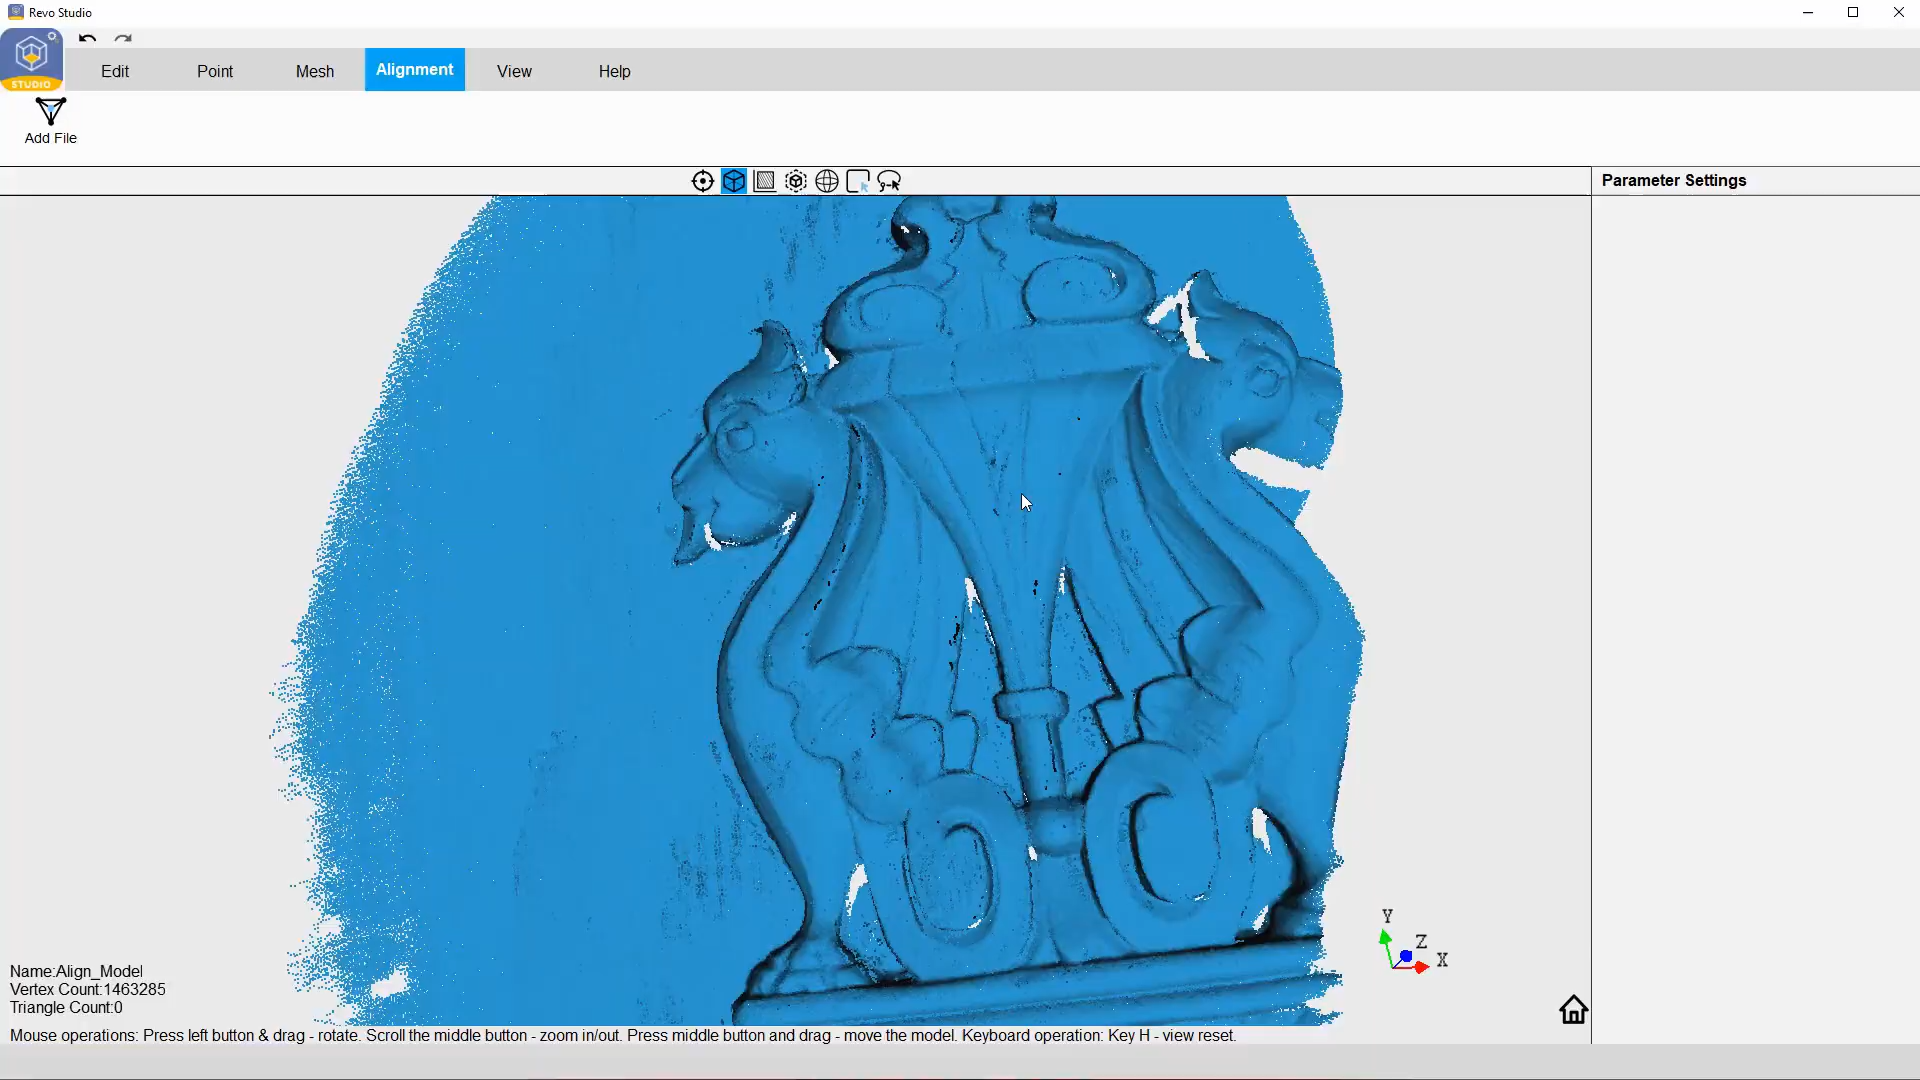 Revo Studio
STUDIO
Edit
Point
Mesh
Alignment
View
Help
Add File
Parameter Settings
Y
Z
X
Name:Align_Model
Vertex Count:1463285
Triangle Count:0
Mouse operations: Press left button & drag - rotate. Scroll the middle button - zoom in/out. Press middle button and drag - move the model. Keyboard operation: Key H - view reset.